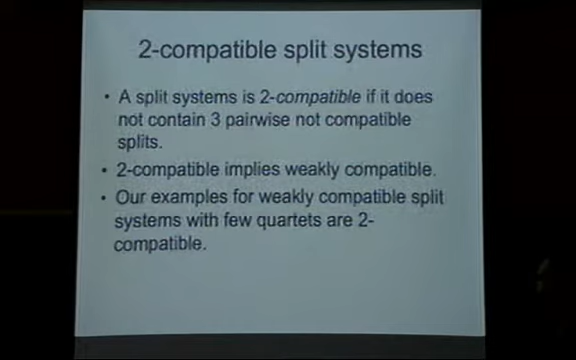 2-compatible split systems
• A split systems is 2-compatible if it does
not contain 3 pairwise not compatible
splits.
• 2-compatible implies weakly compatible.
• Our examples for weakly compatible split
systems with few quartets are 2-
compatible.